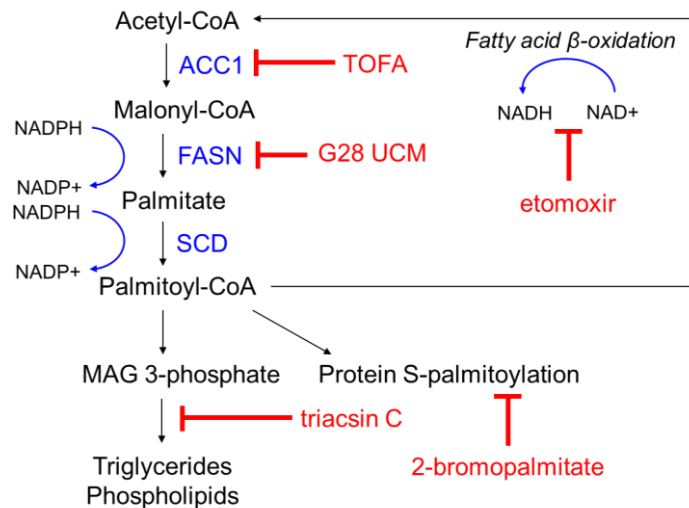 Acetyl-CoA
Fatty acid β-oxidation
ACC1
TOFA
Malonyl-CoA
NADH
NAD+
NADPH
FASN
G28 UCM
NADP+
Palmitate
etomoxir
NADPH
SCD
NADP+
Palmitoyl-CoA
MAG 3-phosphate
Protein S-palmitoylation
triacsin C
Triglycerides
Phospholipids
2-bromopalmitate